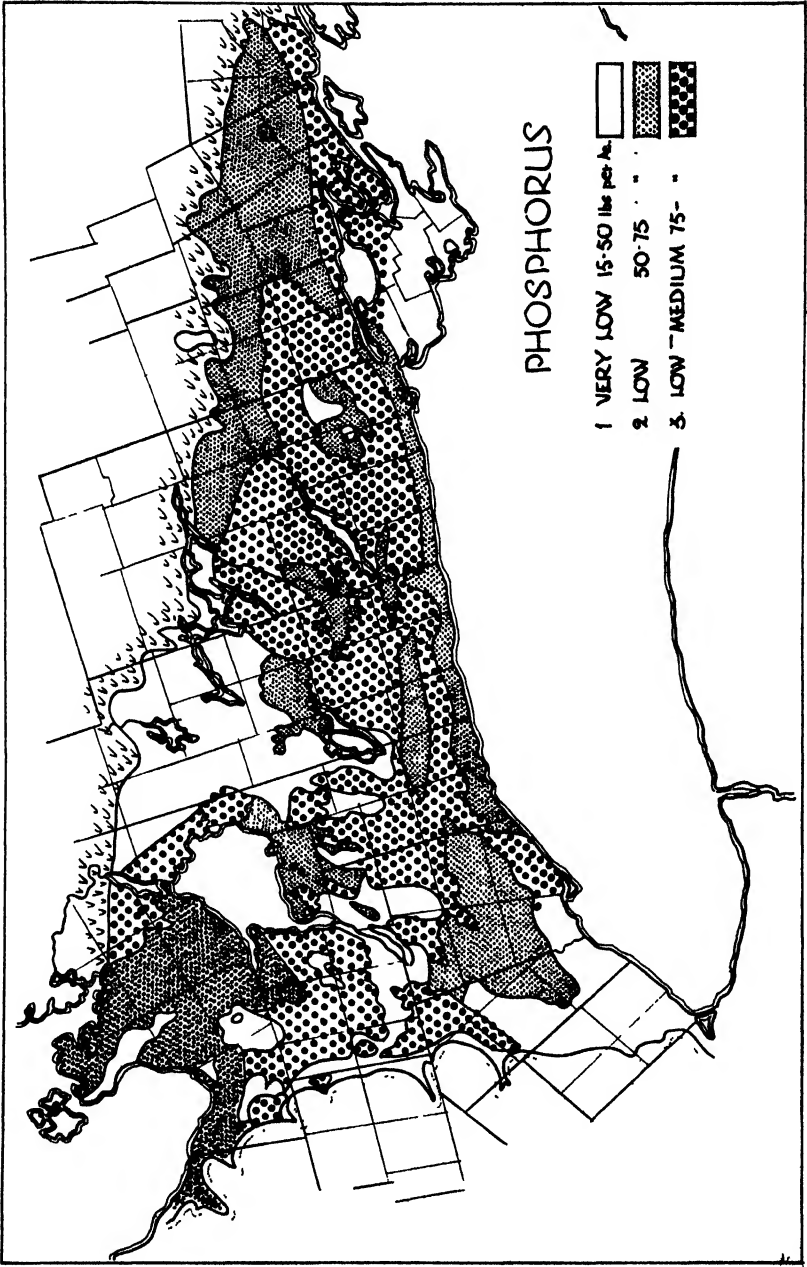 PHOSPHORUS
1 VERY LOW 15-50 lbs per Ac.
2 LOW 50-75 " "
3. LOW-MEDIUM 75- "